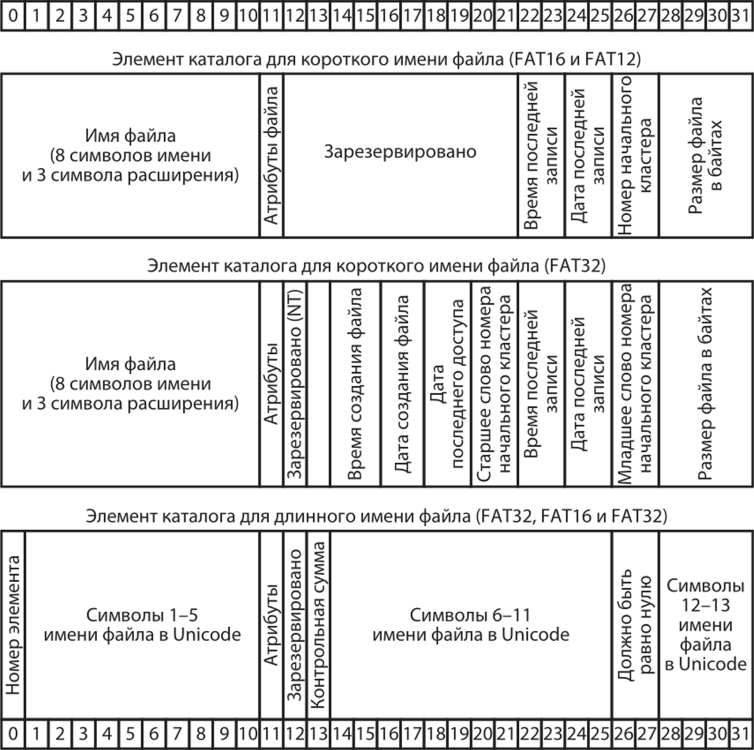 0 1 2 3 4 5 6 7 8 9 10 11 12 13 14 15 16 17 18 19 20 21 22 23 24 25 26 27 28 29 30 31
Элемент каталога для короткого имени файла (FAT16 и FAT12)
Имя файла
(8 символов имени
и 3 символа расширения)
Атрибуты файла
Зарезервировано
Время последней
записи
Дата последней
записи
Номер начального
кластера
Размер файла
в байтах
Элемент каталога для короткого имени файла (FAT32)
Имя файла
(8 символов имени
и 3 символа расширения)
Атрибуты
Зарезервировано (NT)
Время создания файла
Дата создания файла
Дата
последнего доступа
Старшее слово номера
начального кластера
Время последней
записи
Дата последней
записи
Младшее слово номера
начального кластера
Размер файла в байтах
Элемент каталога для длинного имени файла (FAT32, FAT16 и FAT32)
Номер элемента
Символы 1–5
имени файла в Unicode
Атрибуты
Зарезервировано
Контрольная сумма
Символы 6–11
имени файла в Unicode
Должно быть
равно нулю
Символы
12–13
имени
файла
в Unicode
0 1 2 3 4 5 6 7 8 9 10 11 12 13 14 15 16 17 18 19 20 21 22 23 24 25 26 27 28 29 30 31